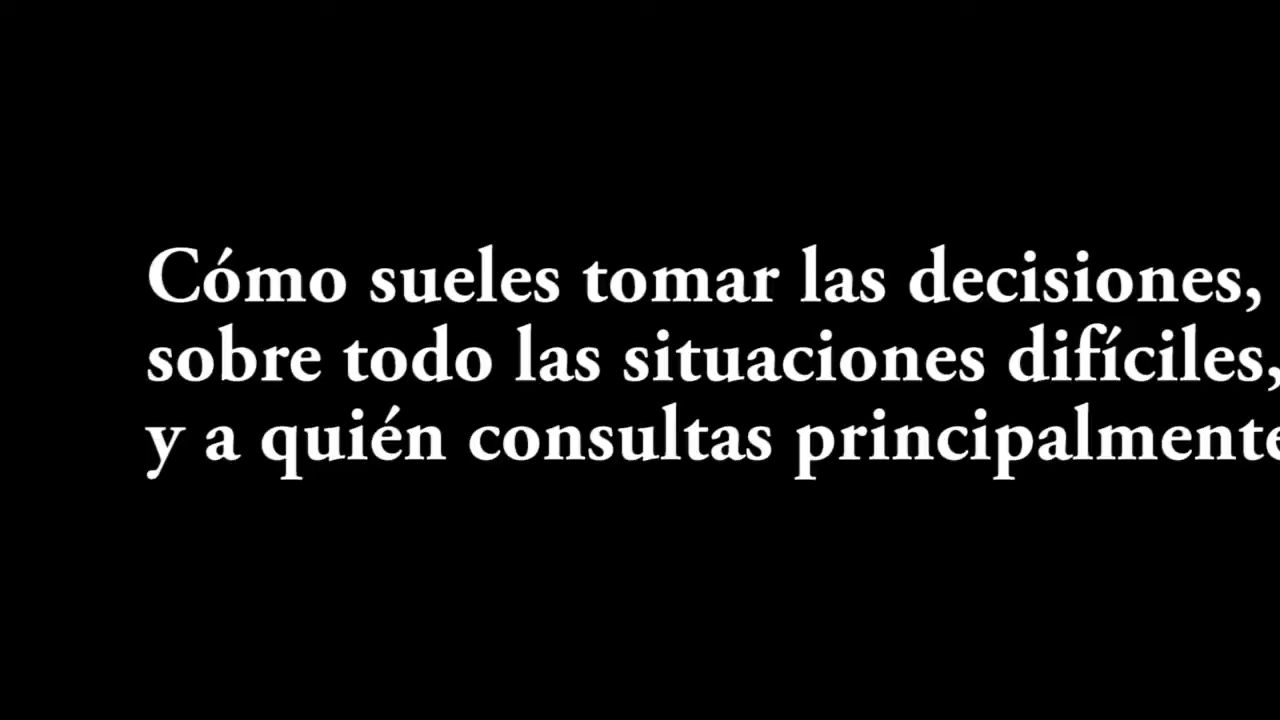 Cómo sueles tomar las decisiones,
sobre todo las situaciones difíciles,
y a quién consultas principalmente